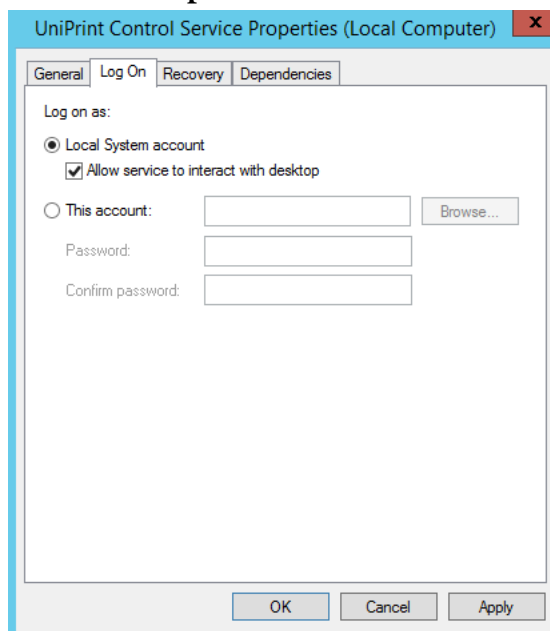 UniPrint Control Service Properties (Local Computer) x
General Log On Recovery Dependencies
Log on as:
Local System account
Allow service to interact with desktop
This account: Browse...
Password:
Confirm password:
OK Cancel Apply